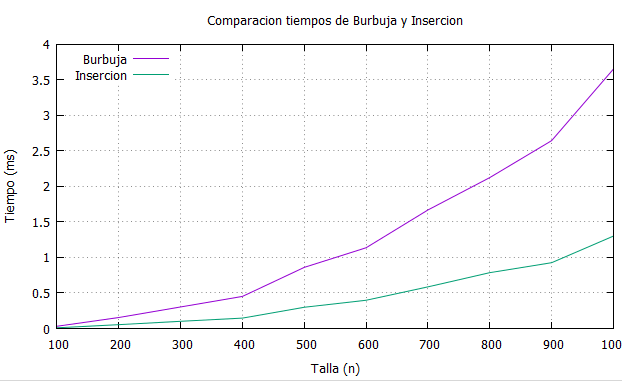 Comparacion tiempos de Burbuja y Insercion
4
Burbuja
Insercion
3.5
3
2.5
2
1.5
1
0.5
0
Tiempo (ms)
100 200 300 400 500 600 700 800 900 100
Talla (n)